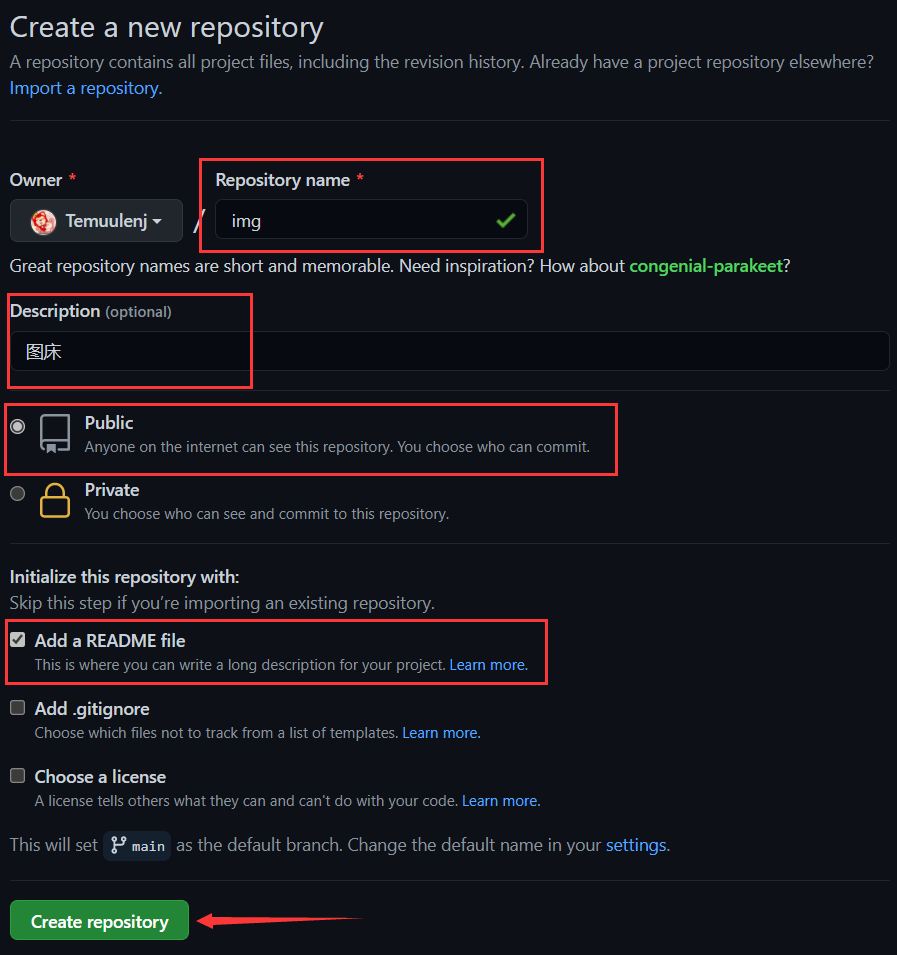 Create a new repository
A repository contains all project files, including the revision history. Already have a project repository elsewhere?
Import a repository.
Owner * Repository name *
Temuulenj / img
Great repository names are short and memorable. Need inspiration? How about congenial-parakeet?
Description (optional)
图床
Public
Anyone on the internet can see this repository. You choose who can commit.
Private
You choose who can see and commit to this repository.
Initialize this repository with:
Skip this step if you're importing an existing repository.
Add a README file
This is where you can write a long description for your project. Learn more.
Add .gitignore
Choose which files not to track from a list of templates. Learn more.
Choose a license
A license tells others what they can and can't do with your code. Learn more.
This will set main as the default branch. Change the default name in your settings.
Create repository